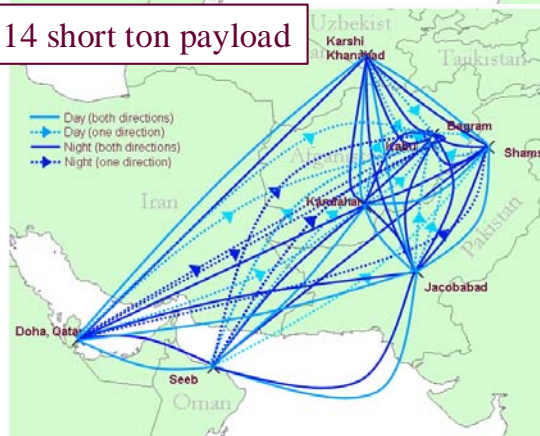 14 short ton payload
Uzbekist
Karshi
Khanabad
Tajikistan
Day (both directions)
Day (one direction)
Night (both directions)
Night (one direction)
Bagram
Kabul
Shams
Iran
Kandahar
Pakistan
Jacobabad
Doha, Qatar
Seeb
Oman